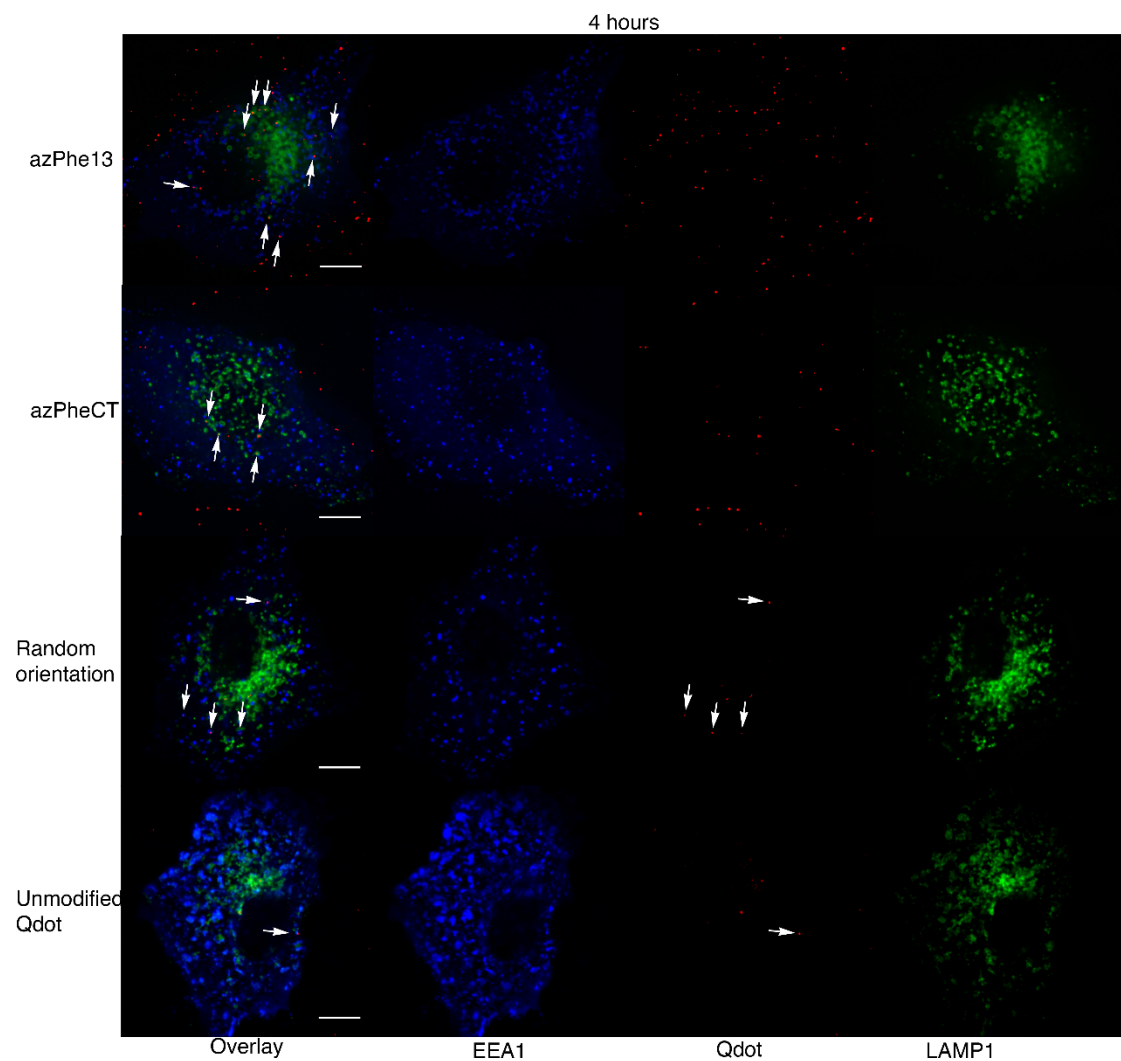 4 hours
azPhe13
azPheCT
Random
orientation
Unmodified
Qdot
Overlay
EEA1
Qdot
LAMP1